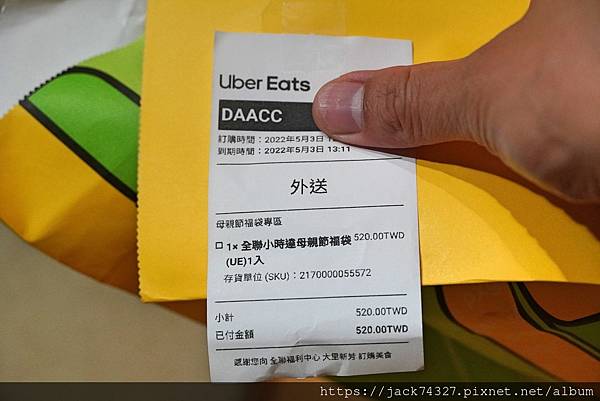 Uber Eats
DAACC
訂購時間：2022年5月3日
到期時間：2022年5月3日 13:11
外送
母親節福袋專區
1× 全聯小時達母親節福袋 520.00TWD
(UE)1入
存貨單位 (SKU)：2170000055572
小計 520.00TWD
已付金額 520.00TWD
感謝您向 全聯福利中心 大里新芳 訂購美食
https://jack74327.pixnet.net/album